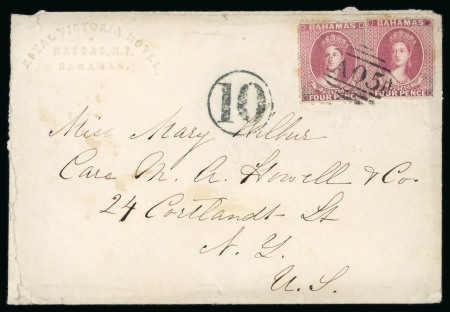 ROYAL VICTORIA HOTEL
NASSAU, N.P.
BAHAMAS.
BAHAMAS BAHAMAS
A05
FOUR PENCE FOUR PENCE
10
Miss Mary Wilbur
Care M. A. Howell & Co.
24 Cortlandt St
N. Y.
U. S.